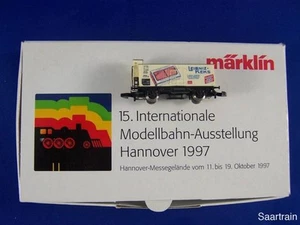 märklin
15. Internationale
Modellbahn-Ausstellung
Hannover 1997
Hannover-Messegelände vom 11. bis 19. Oktober 1997
Saartrain